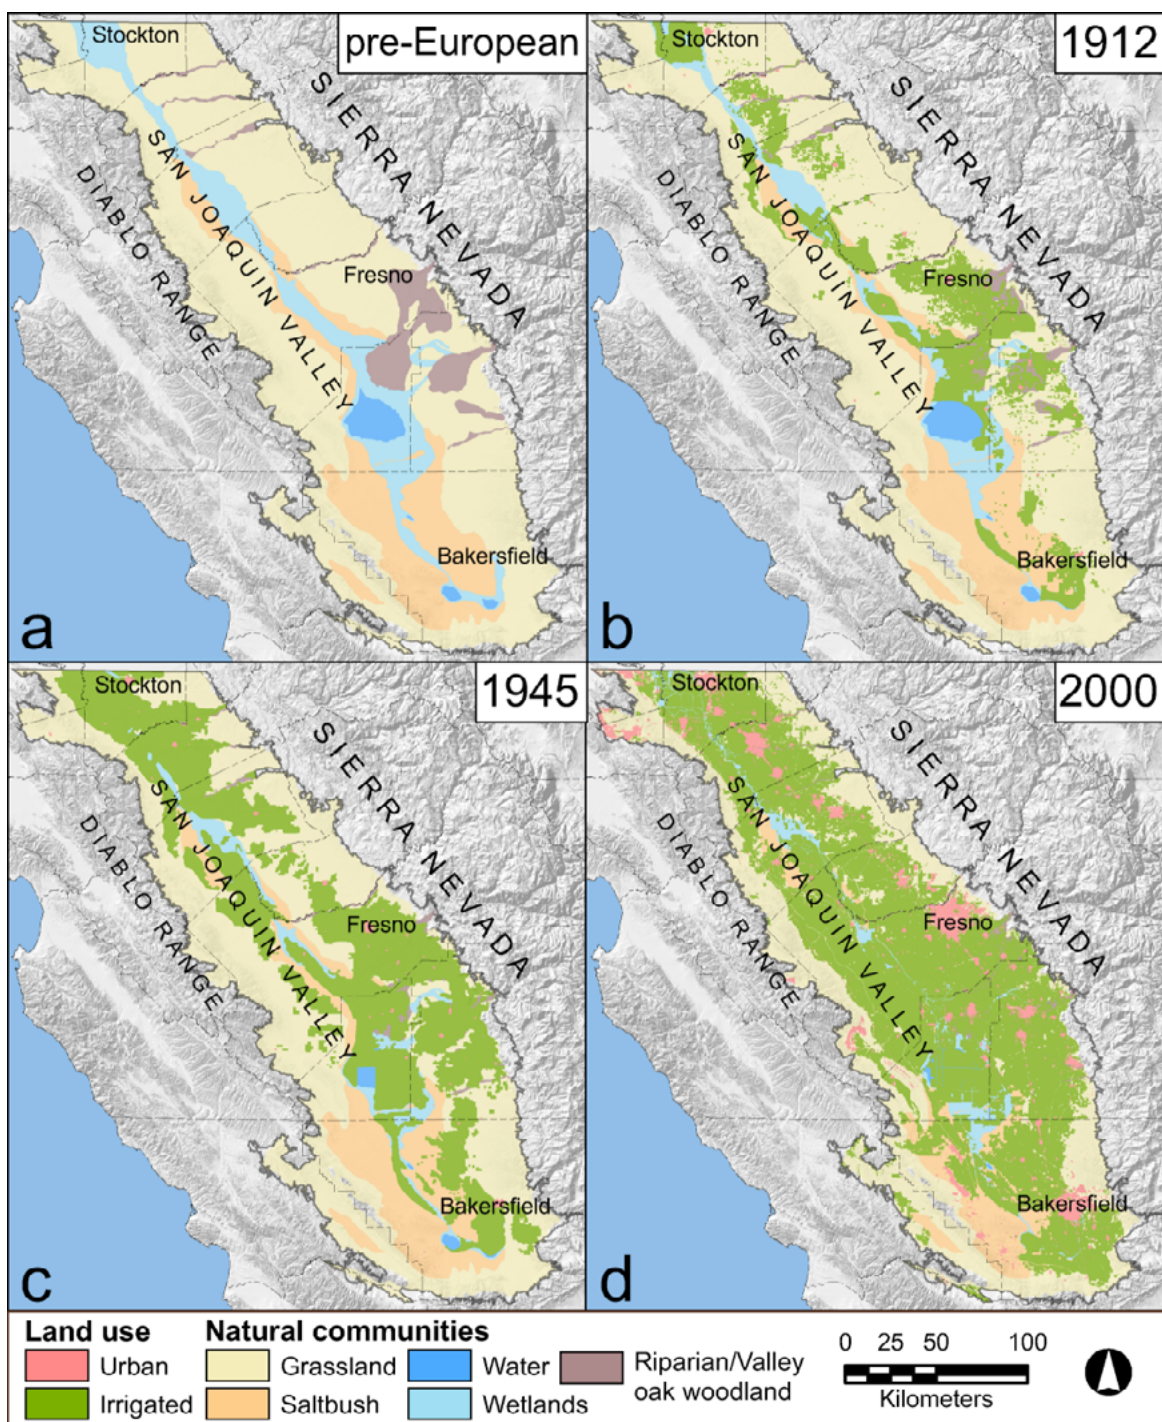 pre-European
Stockton
SIERRA NEVADA
SAN JOAQUIN VALLEY
DIABLO RANGE
Fresno
Bakersfield
a
1912
Stockton
SIERRA NEVADA
SAN JOAQUIN VALLEY
DIABLO RANGE
Fresno
Bakersfield
b
1945
Stockton
SIERRA NEVADA
SAN JOAQUIN VALLEY
DIABLO RANGE
Fresno
Bakersfield
c
2000
Stockton
SIERRA NEVADA
SAN JOAQUIN VALLEY
DIABLO RANGE
Fresno
Bakersfield
d
Land use
Urban
Irrigated
Natural communities
Grassland
Saltbush
Water
Wetlands
Riparian/Valley
oak woodland
0 25 50 100
Kilometers